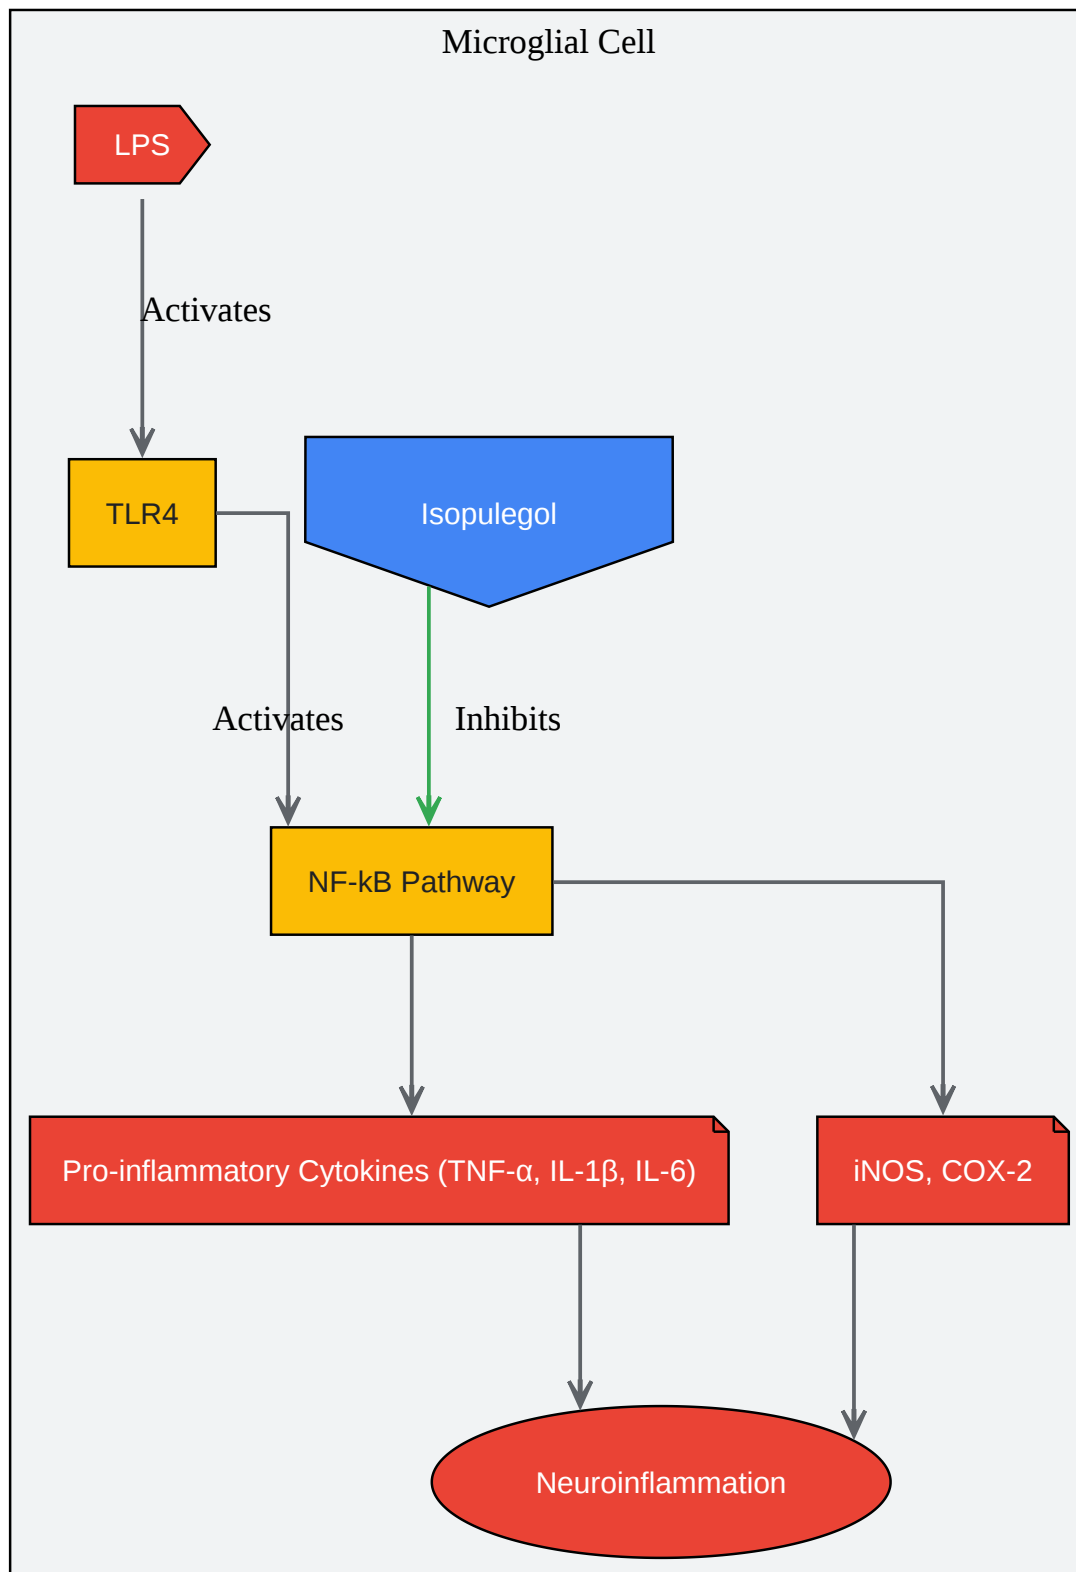 Microglial Cell
LPS
Activates
TLR4
Isopulegol
Activates
Inhibits
NF-kB Pathway
Pro-inflammatory Cytokines (TNF-α, IL-1β, IL-6)
iNOS, COX-2
Neuroinflammation